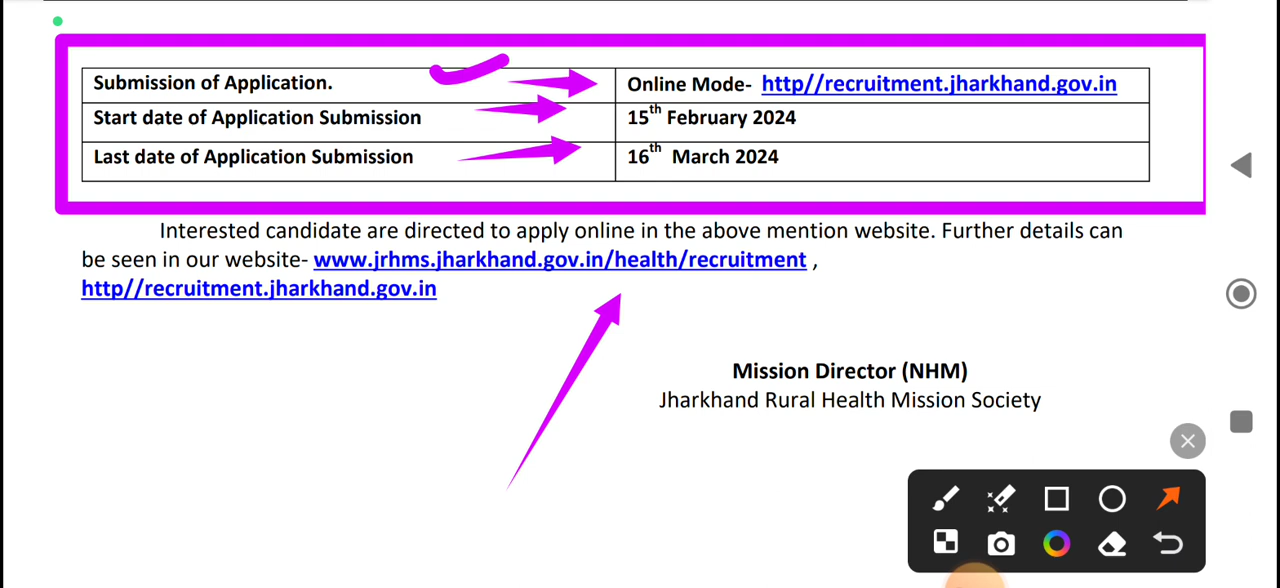 Submission of Application. Online Mode- http//recruitment.jharkhand.gov.in
Start date of Application Submission 15th February 2024
Last date of Application Submission 16th March 2024
Interested candidate are directed to apply online in the above mention website. Further details can
be seen in our website- www.jrhms.jharkhand.gov.in/health/recruitment ,
http//recruitment.jharkhand.gov.in
Mission Director (NHM)
Jharkhand Rural Health Mission Society